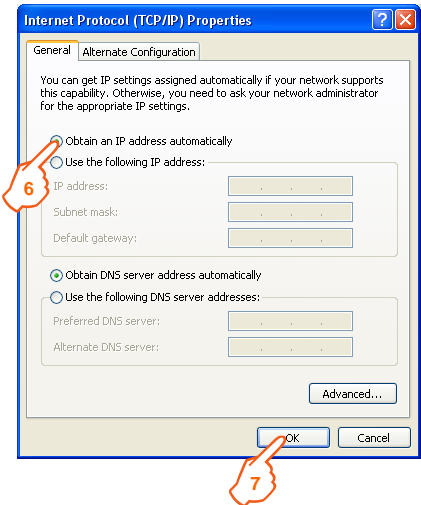 Internet Protocol (TCP/IP) Properties
General
Alternate Configuration
You can get IP settings assigned automatically if your network supports
this capability. Otherwise, you need to ask your network administrator
for the appropriate IP settings.
Obtain an IP address automatically
Use the following IP address:
6
IP address:
Subnet mask:
Default gateway:
Obtain DNS server address automatically
Use the following DNS server addresses:
Preferred DNS server:
Alternate DNS server:
Advanced...
OK
Cancel
7